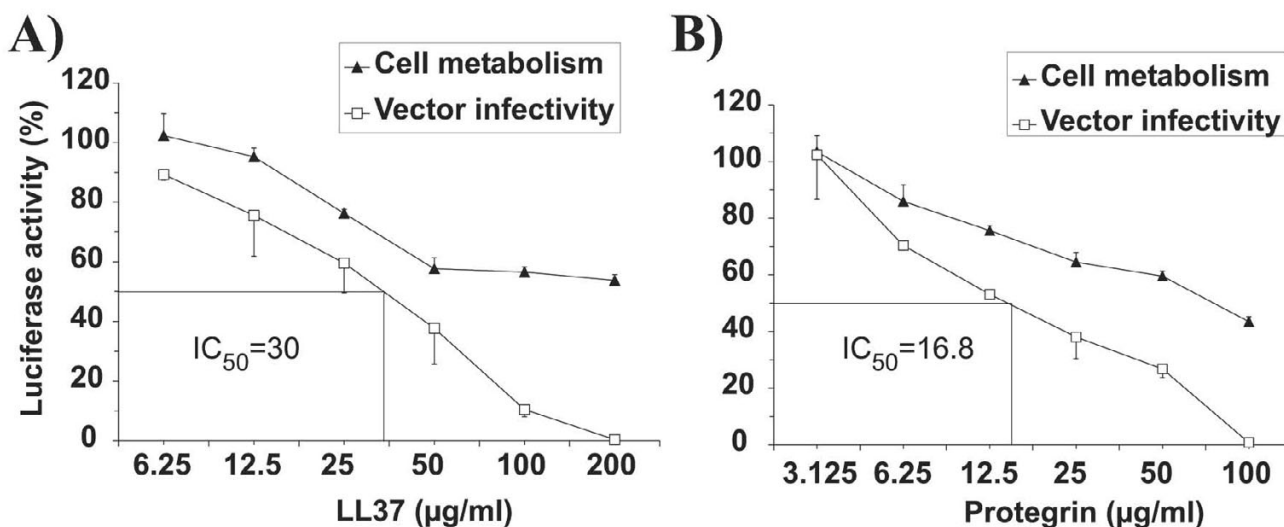 A)
Cell metabolism
Vector infectivity
Luciferase activity (%)
120
100
80
60
40
20
0
IC50=30
6.25 12.5 25 50 100 200
LL37 (µg/ml)
B)
Cell metabolism
Vector infectivity
120
100
80
60
40
20
0
IC50=16.8
3.125 6.25 12.5 25 50 100
Protegrin (µg/ml)